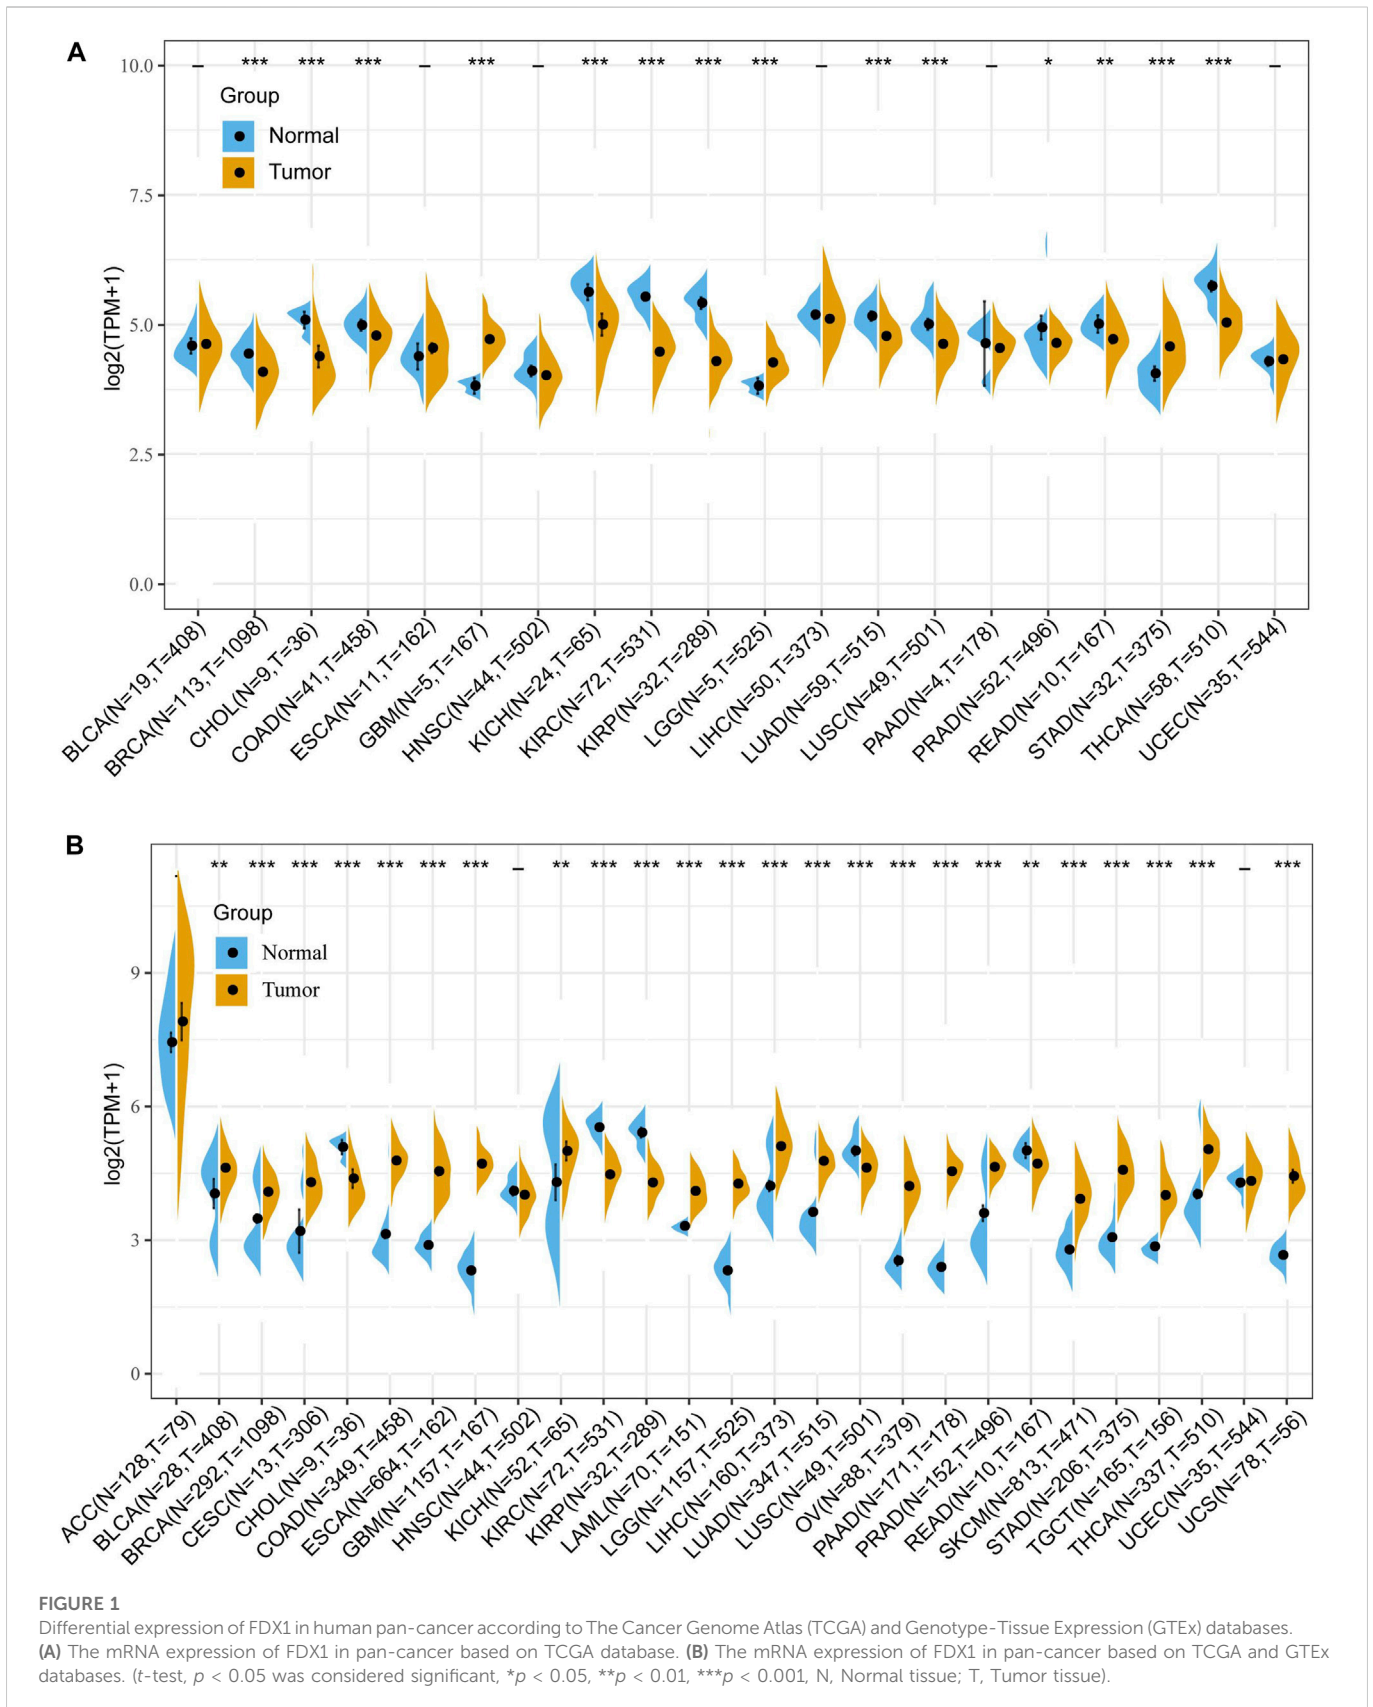 A
10.0
7.5
5.0
2.5
0.0
log2(TPM+1)
– *** *** *** – *** – *** *** *** *** – *** *** – * ** *** *** –
Group
Normal
Tumor
BLCA(N=19,T=408)
BRCA(N=113,T=1098)
CHOL(N=9,T=36)
COAD(N=41,T=458)
ESCA(N=11,T=162)
GBM(N=5,T=167)
HNSC(N=44,T=502)
KICH(N=24,T=65)
KIRC(N=72,T=531)
KIRP(N=32,T=289)
LGG(N=5,T=525)
LIHC(N=50,T=373)
LUAD(N=59,T=515)
LUSC(N=49,T=501)
PAAD(N=4,T=178)
PRAD(N=52,T=496)
READ(N=10,T=167)
STAD(N=32,T=375)
THCA(N=58,T=510)
UCEC(N=35,T=544)
B
9
6
3
0
log2(TPM+1)
- ** *** *** *** *** *** *** – ** *** *** *** *** *** *** *** *** *** *** ** *** *** *** *** – ***
Group
Normal
Tumor
ACC(N=128,T=79)
BLCA(N=28,T=408)
BRCA(N=292,T=1098)
CESC(N=13,T=306)
CHOL(N=9,T=36)
COAD(N=349,T=458)
ESCA(N=664,T=162)
GBM(N=1157,T=167)
HNSC(N=44,T=502)
KICH(N=52,T=65)
KIRC(N=72,T=531)
KIRP(N=32,T=289)
LAML(N=70,T=151)
LGG(N=1157,T=525)
LIHC(N=160,T=373)
LUAD(N=347,T=515)
LUSC(N=49,T=501)
OV(N=88,T=379)
PAAD(N=171,T=178)
PRAD(N=152,T=496)
READ(N=10,T=167)
SKCM(N=813,T=471)
STAD(N=206,T=375)
TGCT(N=165,T=156)
THCA(N=337,T=510)
UCEC(N=35,T=544)
UCS(N=78,T=56)
FIGURE 1
Differential expression of FDX1 in human pan-cancer according to The Cancer Genome Atlas (TCGA) and Genotype-Tissue Expression (GTEx) databases.
(A) The mRNA expression of FDX1 in pan-cancer based on TCGA database. (B) The mRNA expression of FDX1 in pan-cancer based on TCGA and GTEx
databases. (t-test, p < 0.05 was considered significant, *p < 0.05, **p < 0.01, ***p < 0.001, N, Normal tissue; T, Tumor tissue).